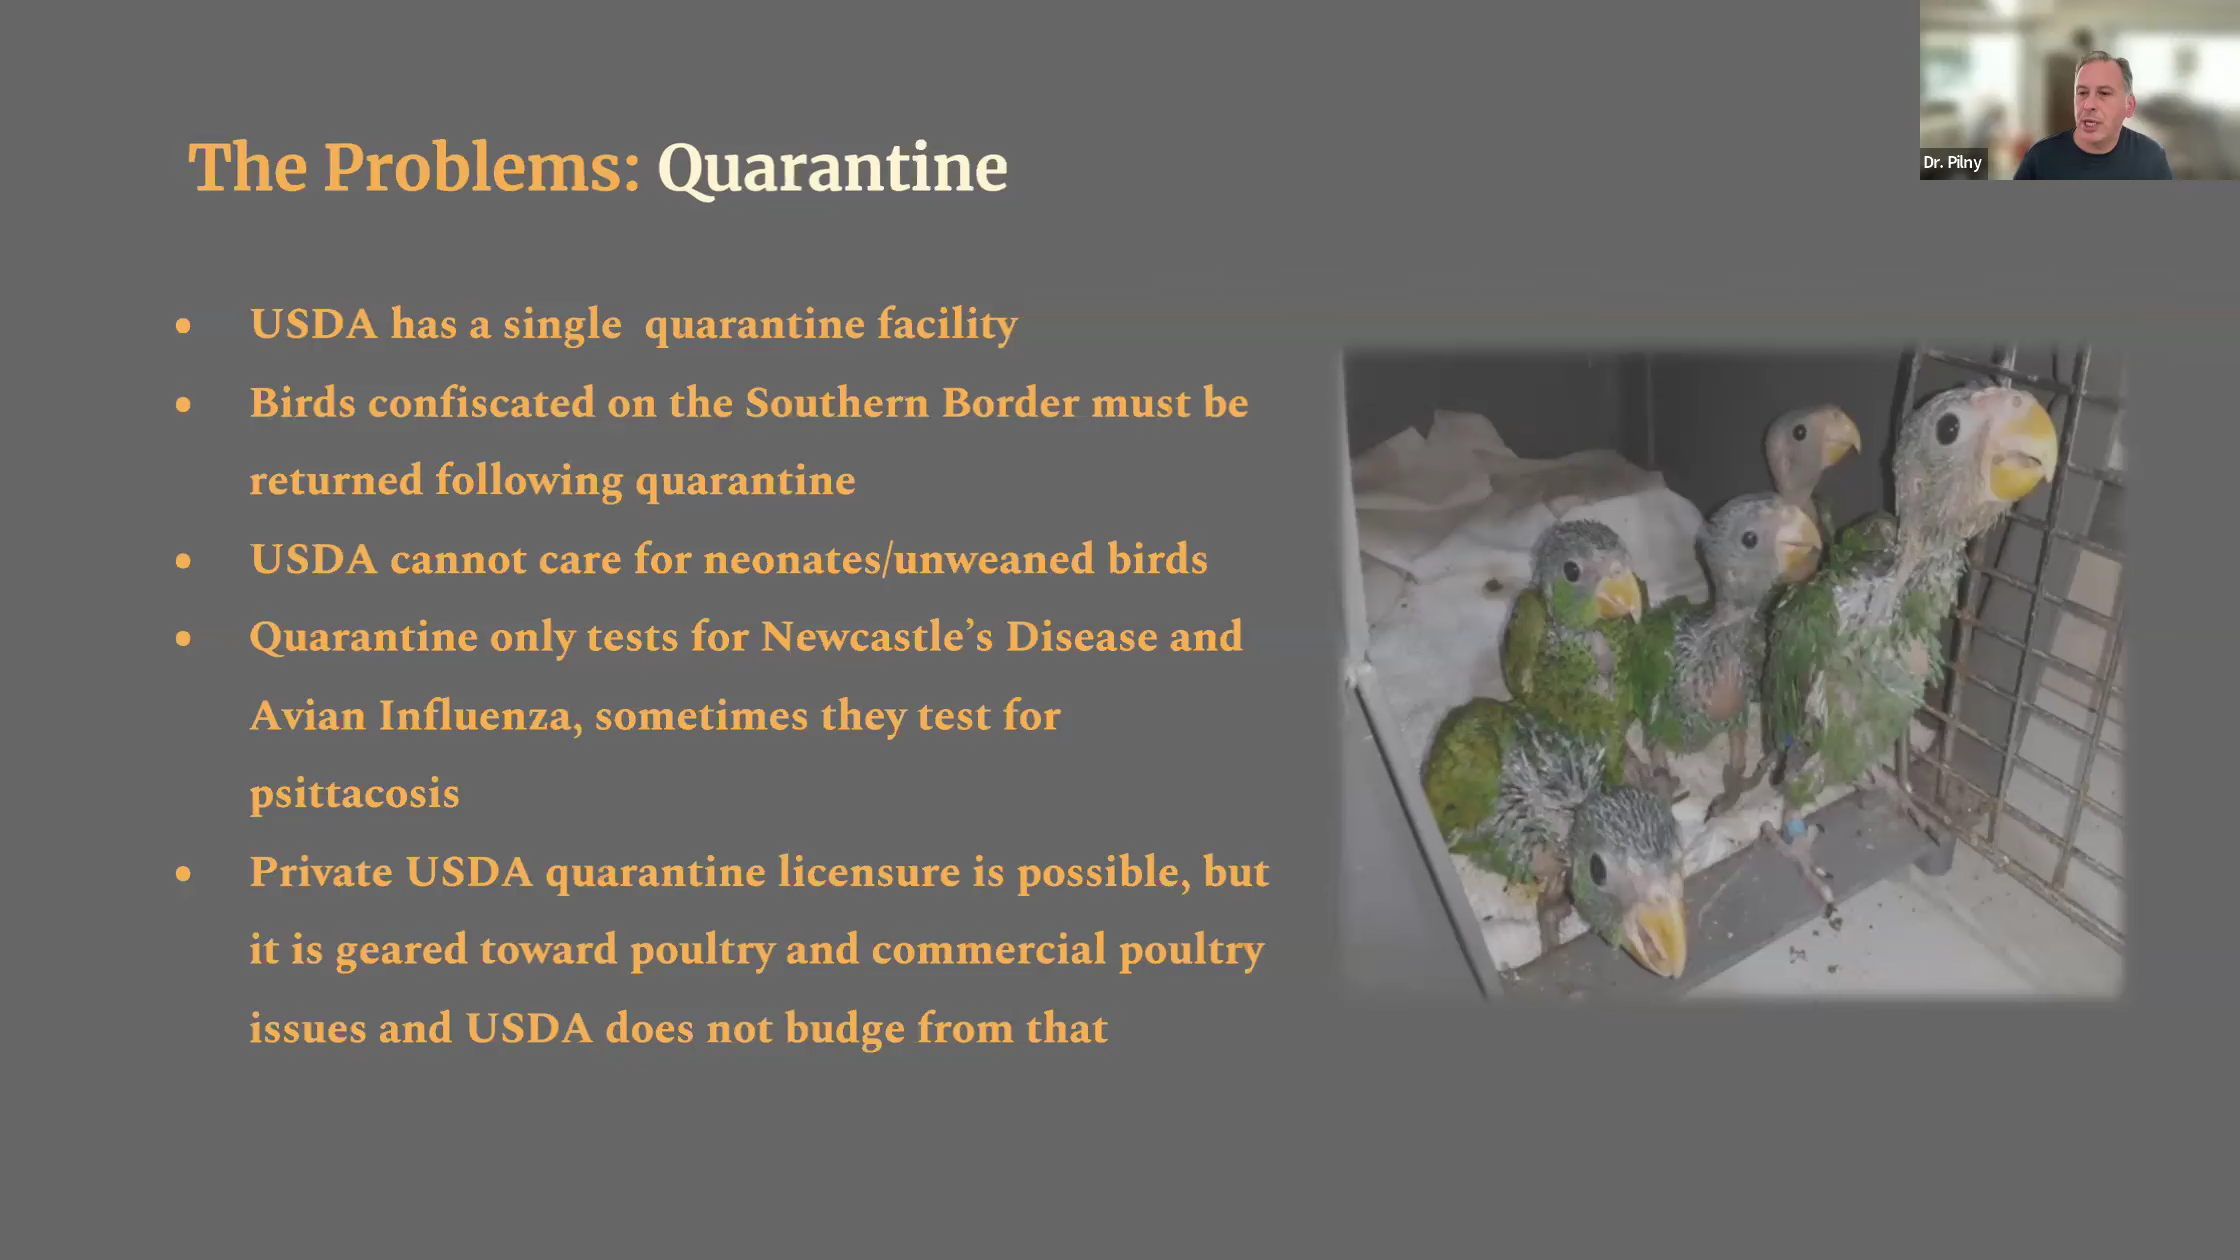 Dr. Pilny
The Problems: Quarantine
• USDA has a single  quarantine facility
• Birds confiscated on the Southern Border must be
returned following quarantine
• USDA cannot care for neonates/unweaned birds
• Quarantine only tests for Newcastle’s Disease and
Avian Influenza, sometimes they test for
psittacosis
• Private USDA quarantine licensure is possible, but
it is geared toward poultry and commercial poultry
issues and USDA does not budge from that